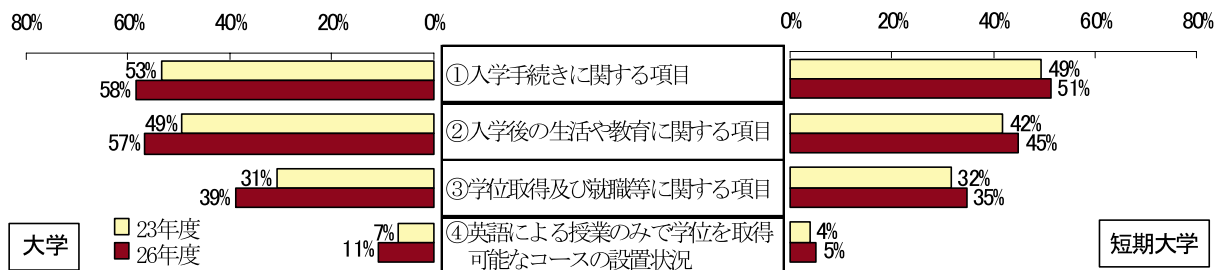 80% 60% 40% 20% 0% 0% 20% 40% 60% 80%
53% ①入学手続きに関する項目 49%
58% 51%
49% ②入学後の生活や教育に関する項目 42%
57% 45%
31% ③学位取得及び就職等に関する項目 32%
39% 35%
大学 23年度 7% ④英語による授業のみで学位を取得 4% 短期大学
26年度 11% 可能なコースの設置状況 5%